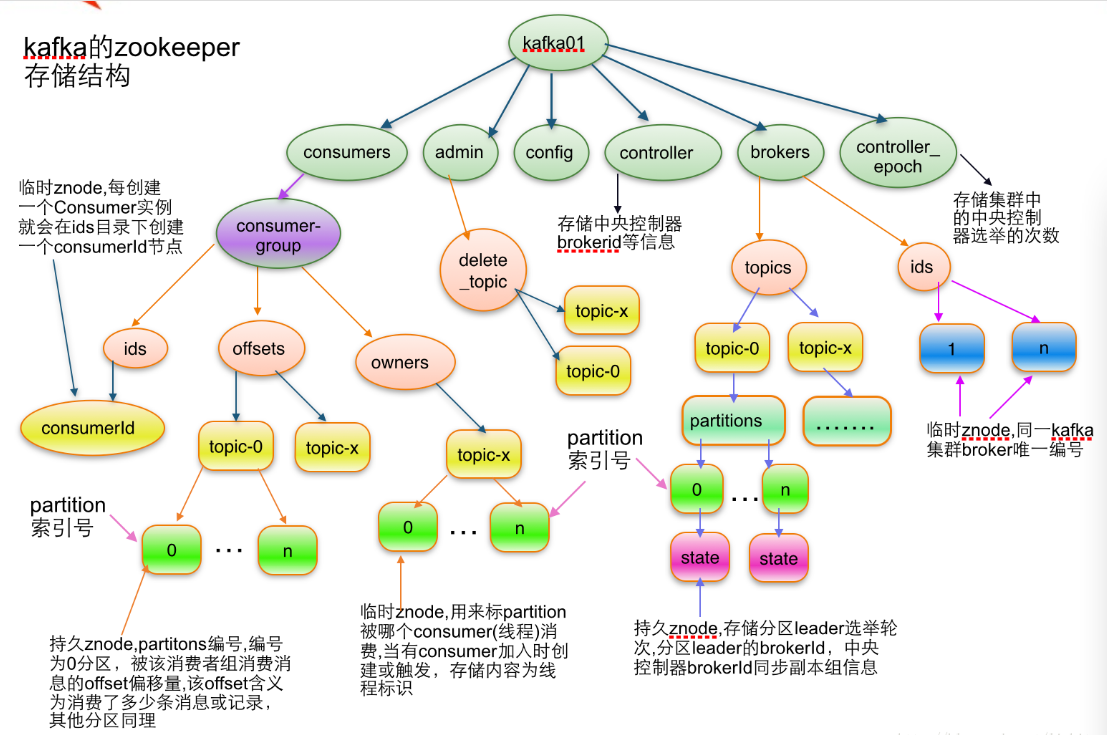 kafka的zookeeper
存储结构
kafka01
consumers
admin
config
controller
brokers
controller_
epoch
临时znode,每创建
一个Consumer实例
就会在ids目录下创建
一个consumerId节点
consumer-
group
存储中央控制器
brokerid等信息
存储集群中
的中央控制
器选举的次数
delete
_topic
topics
ids
topic-x
topic-0
ids
offsets
owners
topic-0
topic-x
1
n
consumerId
topic-0
topic-x
topic-x
partitions
.......
临时znode,同一kafka
集群broker唯一编号
partition
索引号
partition
索引号
0
...
n
0
...
n
0
...
n
state
state
持久znode,partitons编号,编号
为0分区，被该消费者组消费消
息的offset偏移量,该offset含义
为消费了多少条消息或记录，
其他分区同理
临时znode,用来标partition
被哪个consumer(线程)消
费,当有consumer加入时创
建或触发，存储内容为线
程标识
持久znode,存储分区leader选举轮
次,分区leader的brokerId，中央
控制器brokerId同步副本组信息